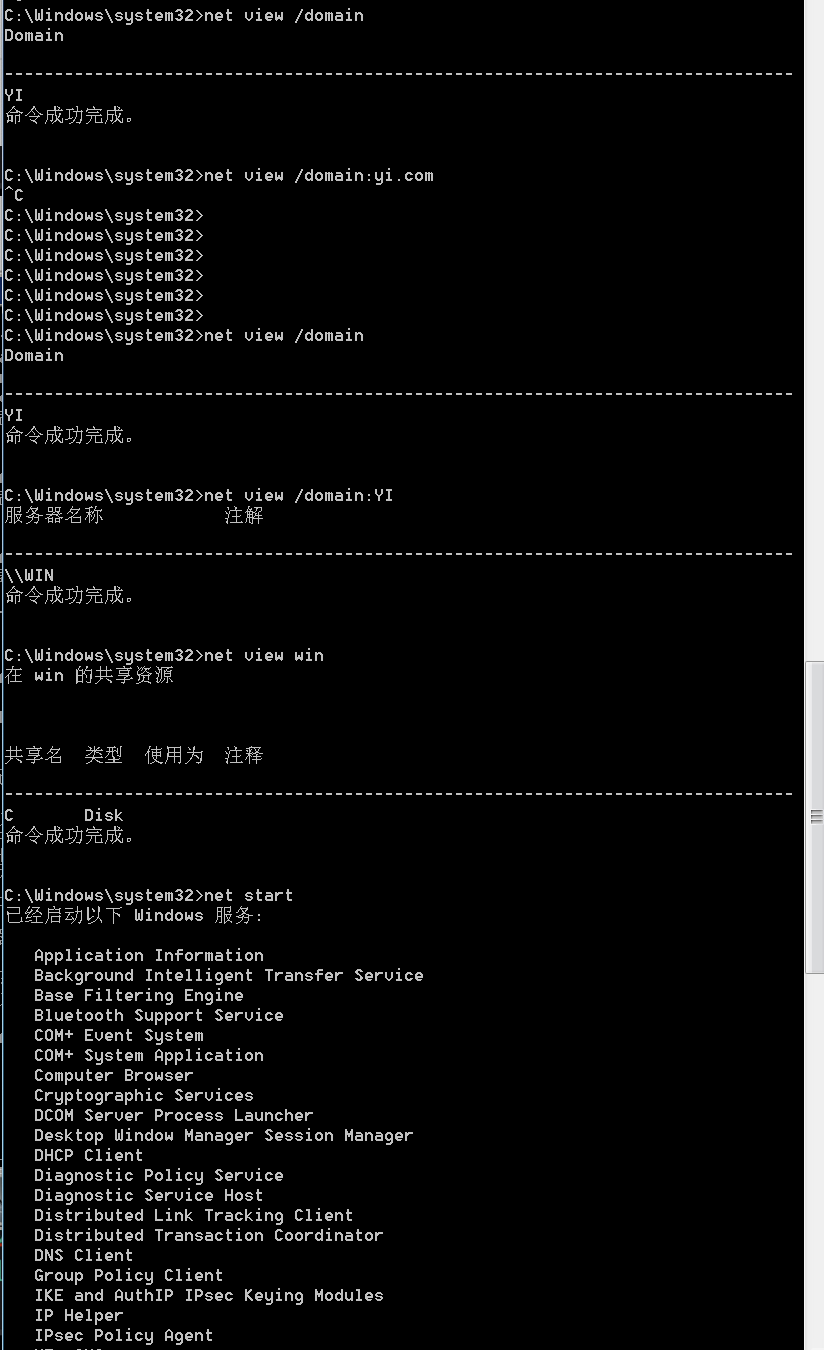 C:\Windows\system32>net view /domain
Domain
-------------------------------------------------------------------------------
YI
命令成功完成。
C:\Windows\system32>net view /domain:yi.com
^C
C:\Windows\system32>
C:\Windows\system32>
C:\Windows\system32>
C:\Windows\system32>
C:\Windows\system32>
C:\Windows\system32>
C:\Windows\system32>net view /domain
Domain
-------------------------------------------------------------------------------
YI
命令成功完成。
C:\Windows\system32>net view /domain:YI
服务器名称            注解
-------------------------------------------------------------------------------
\\WIN
命令成功完成。
C:\Windows\system32>net view win
在 win 的共享资源
共享名  类型  使用为  注释
-------------------------------------------------------------------------------
C       Disk
命令成功完成。
C:\Windows\system32>net start
已经启动以下 Windows 服务:
Application Information
Background Intelligent Transfer Service
Base Filtering Engine
Bluetooth Support Service
COM+ Event System
COM+ System Application
Computer Browser
Cryptographic Services
DCOM Server Process Launcher
Desktop Window Manager Session Manager
DHCP Client
Diagnostic Policy Service
Diagnostic Service Host
Distributed Link Tracking Client
Distributed Transaction Coordinator
DNS Client
Group Policy Client
IKE and AuthIP IPsec Keying Modules
IP Helper
IPsec Policy Agent